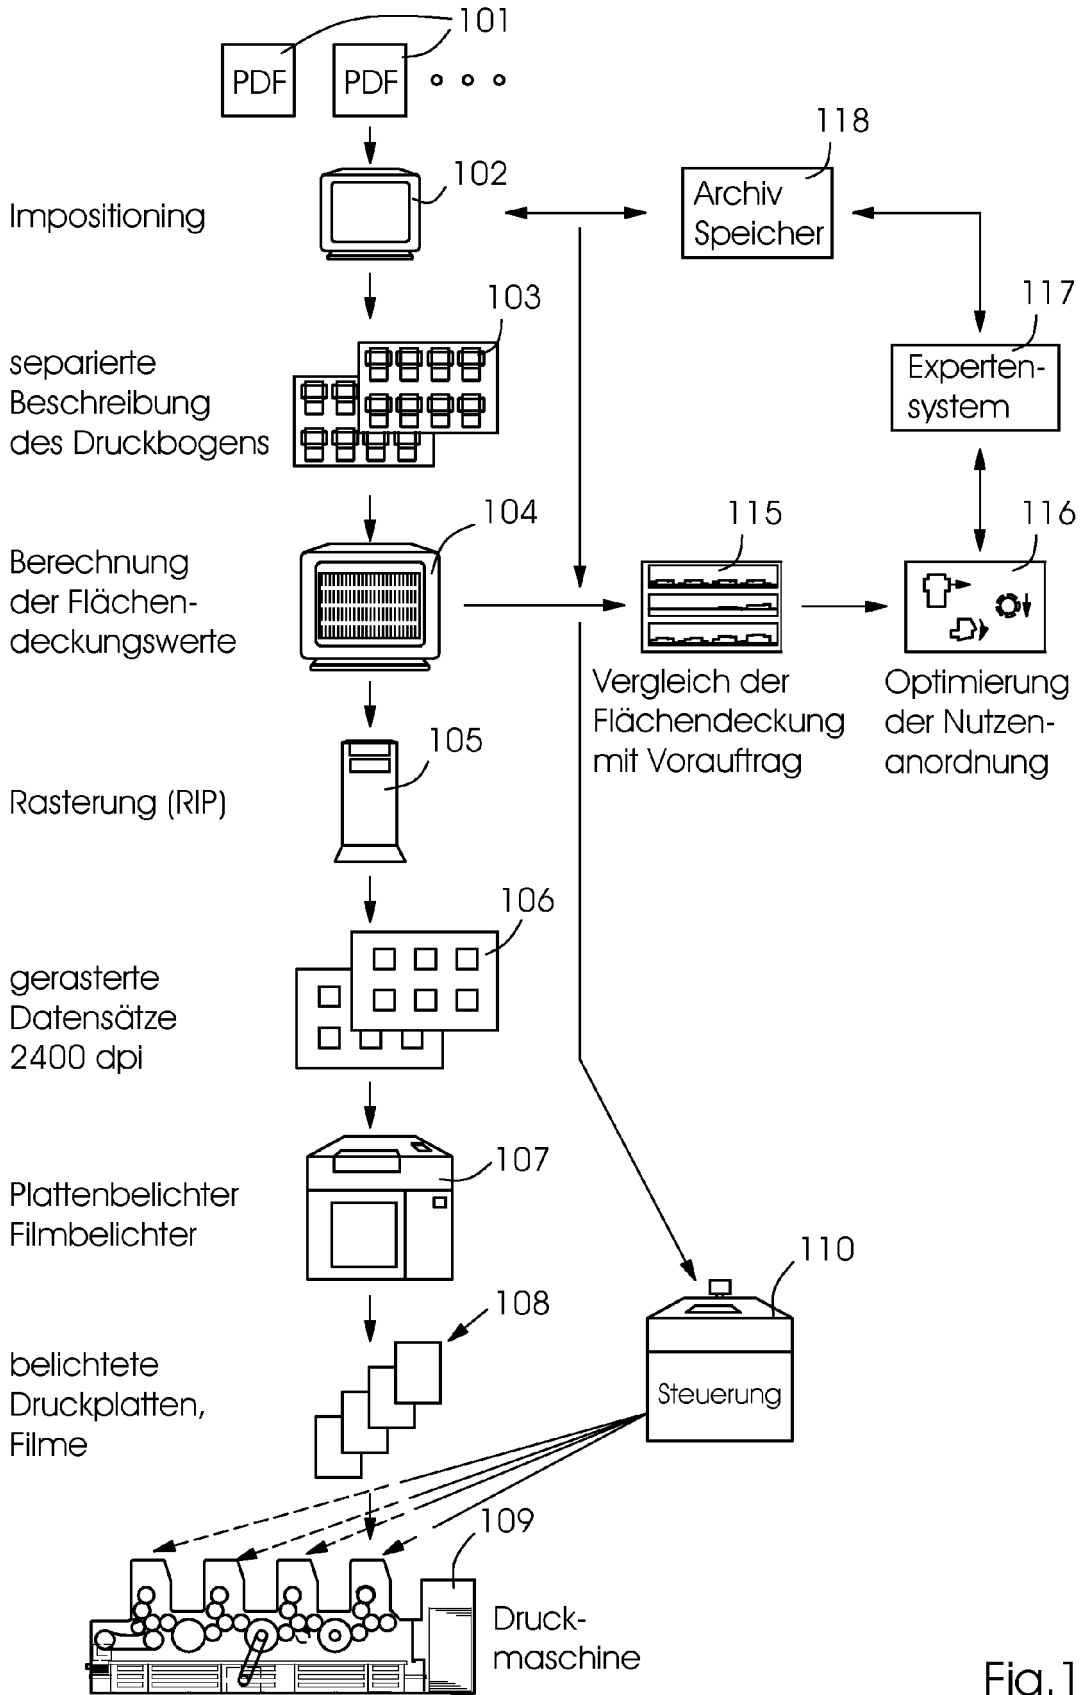 101
PDF PDF
118
102
Impositioning
Archiv
Speicher
117
103
Experten-
system
separierte
Beschreibung
des Druckbogens
104
115
116
Berechnung
der Flächen-
deckungswerte
Vergleich der
Flächendeckung
mit Vorauftrag
Optimierung
der Nutzen-
anordnung
105
Rasterung (RIP)
106
gerasterte
Datensätze
2400 dpi
107
Plattenbelichter
Filmbelichter
110
108
belichtete
Druckplatten,
Filme
Steuerung
109
Druck-
maschine
Fig.1